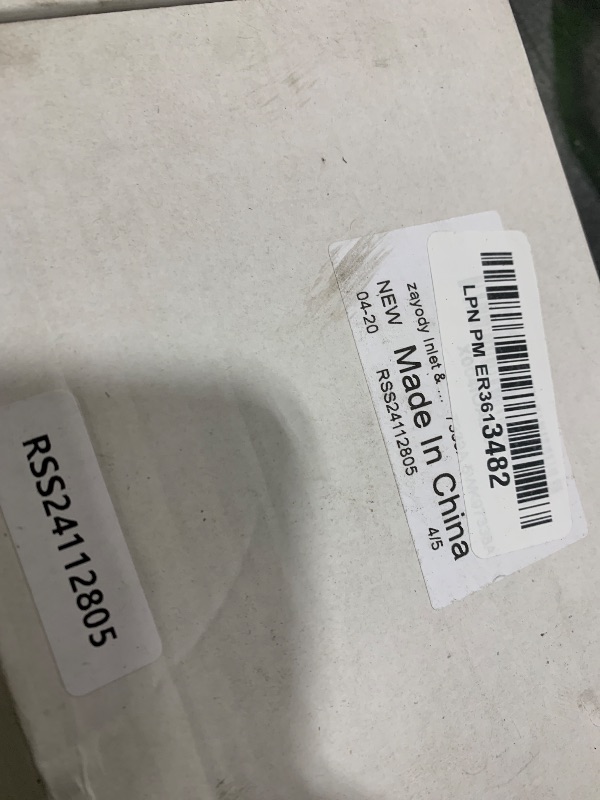 LPN PM ER3613482
zayody Inlet & ...
NEW
Made In China
04-20
RSS24112805
4/5
RSS24112805